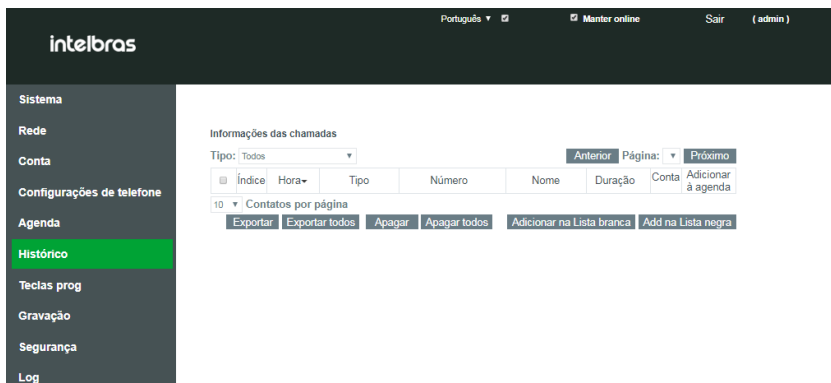 Português Manter online Sair ( admin )
intelbras
Sistema
Rede
Conta
Configurações de telefone
Agenda
Histórico
Teclas prog
Gravação
Segurança
Log
Informações das chamadas
Tipo: Todos Anterior Página: Próximo
Índice Hora Tipo Número Nome Duração Conta Adicionar à agenda
10 Contatos por página
Exportar Exportar todos Apagar Apagar todos Adicionar na Lista branca Add na Lista negra